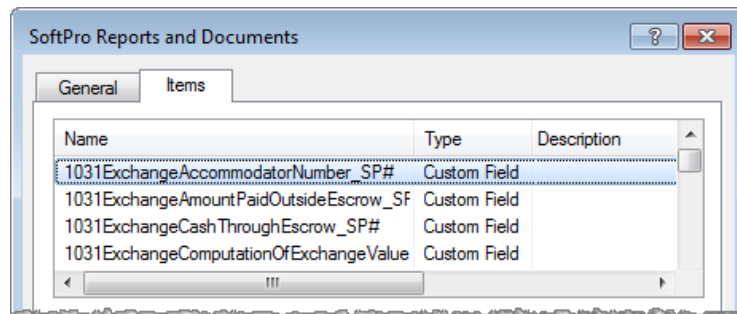 SoftPro Reports and Documents
General Items
Name Type Description
1031ExchangeAccommodatorNumber_SP# Custom Field
1031ExchangeAmountPaidOutsideEscrow_SF Custom Field
1031ExchangeCashThroughEscrow_SP# Custom Field
1031ExchangeComputationOfExchangeValue Custom Field